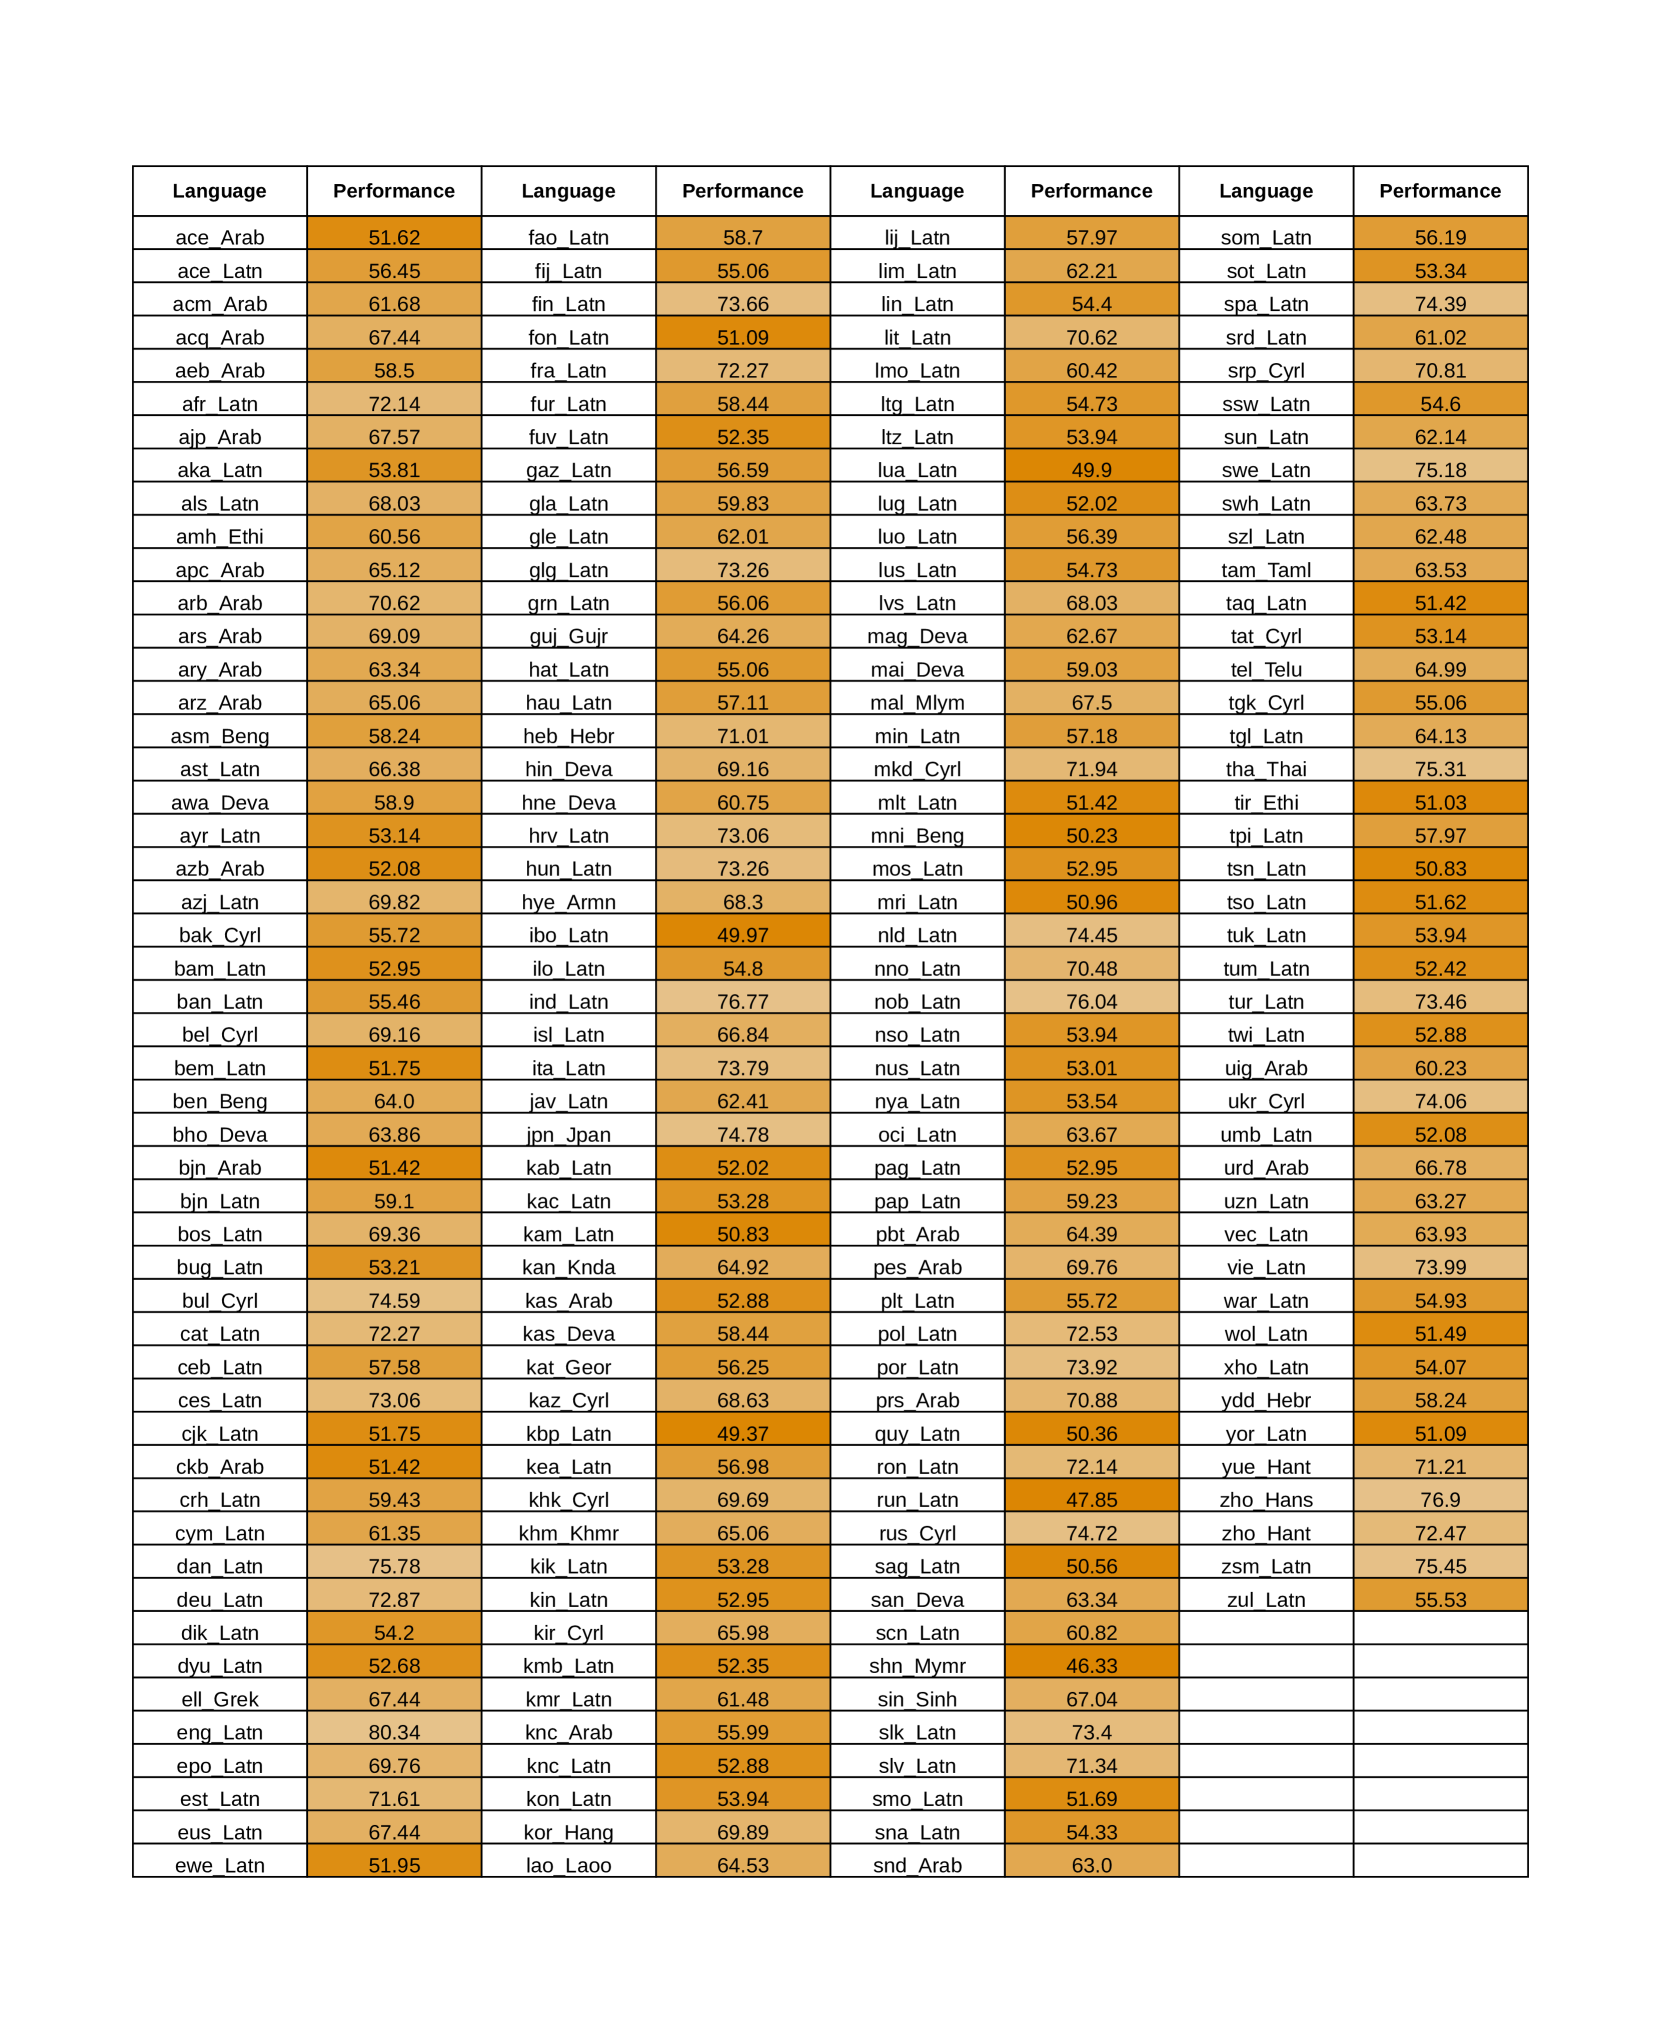 Language Performance Language Performance Language Performance Language Performance
ace_Arab 51.62 fao_Latn 58.7 lij_Latn 57.97 som_Latn 56.19
ace_Latn 56.45 fij_Latn 55.06 lim_Latn 62.21 sot_Latn 53.34
acm_Arab 61.68 fin_Latn 73.66 lin_Latn 54.4 spa_Latn 74.39
acq_Arab 67.44 fon_Latn 51.09 lit_Latn 70.62 srd_Latn 61.02
aeb_Arab 58.5 fra_Latn 72.27 lmo_Latn 60.42 srp_Cyrl 70.81
afr_Latn 72.14 fur_Latn 58.44 ltg_Latn 54.73 ssw_Latn 54.6
ajp_Arab 67.57 fuv_Latn 52.35 ltz_Latn 53.94 sun_Latn 62.14
aka_Latn 53.81 gaz_Latn 56.59 lua_Latn 49.9 swe_Latn 75.18
als_Latn 68.03 gla_Latn 59.83 lug_Latn 52.02 swh_Latn 63.73
amh_Ethi 60.56 gle_Latn 62.01 luo_Latn 56.39 szl_Latn 62.48
apc_Arab 65.12 glg_Latn 73.26 lus_Latn 54.73 tam_Taml 63.53
arb_Arab 70.62 grn_Latn 56.06 lvs_Latn 68.03 taq_Latn 51.42
ars_Arab 69.09 guj_Gujr 64.26 mag_Deva 62.67 tat_Cyrl 53.14
ary_Arab 63.34 hat_Latn 55.06 mai_Deva 59.03 tel_Telu 64.99
arz_Arab 65.06 hau_Latn 57.11 mal_Mlym 67.5 tgk_Cyrl 55.06
asm_Beng 58.24 heb_Hebr 71.01 min_Latn 57.18 tgl_Latn 64.13
ast_Latn 66.38 hin_Deva 69.16 mkd_Cyrl 71.94 tha_Thai 75.31
awa_Deva 58.9 hne_Deva 60.75 mlt_Latn 51.42 tir_Ethi 51.03
ayr_Latn 53.14 hrv_Latn 73.06 mni_Beng 50.23 tpi_Latn 57.97
azb_Arab 52.08 hun_Latn 73.26 mos_Latn 52.95 tsn_Latn 50.83
azj_Latn 69.82 hye_Armn 68.3 mri_Latn 50.96 tso_Latn 51.62
bak_Cyrl 55.72 ibo_Latn 49.97 nld_Latn 74.45 tuk_Latn 53.94
bam_Latn 52.95 ilo_Latn 54.8 nno_Latn 70.48 tum_Latn 52.42
ban_Latn 55.46 ind_Latn 76.77 nob_Latn 76.04 tur_Latn 73.46
bel_Cyrl 69.16 isl_Latn 66.84 nso_Latn 53.94 twi_Latn 52.88
bem_Latn 51.75 ita_Latn 73.79 nus_Latn 53.01 uig_Arab 60.23
ben_Beng 64.0 jav_Latn 62.41 nya_Latn 53.54 ukr_Cyrl 74.06
bho_Deva 63.86 jpn_Jpan 74.78 oci_Latn 63.67 umb_Latn 52.08
bjn_Arab 51.42 kab_Latn 52.02 pag_Latn 52.95 urd_Arab 66.78
bjn_Latn 59.1 kac_Latn 53.28 pap_Latn 59.23 uzn_Latn 63.27
bos_Latn 69.36 kam_Latn 50.83 pbt_Arab 64.39 vec_Latn 63.93
bug_Latn 53.21 kan_Knda 64.92 pes_Arab 69.76 vie_Latn 73.99
bul_Cyrl 74.59 kas_Arab 52.88 plt_Latn 55.72 war_Latn 54.93
cat_Latn 72.27 kas_Deva 58.44 pol_Latn 72.53 wol_Latn 51.49
ceb_Latn 57.58 kat_Geor 56.25 por_Latn 73.92 xho_Latn 54.07
ces_Latn 73.06 kaz_Cyrl 68.63 prs_Arab 70.88 ydd_Hebr 58.24
cjk_Latn 51.75 kbp_Latn 49.37 quy_Latn 50.36 yor_Latn 51.09
ckb_Arab 51.42 kea_Latn 56.98 ron_Latn 72.14 yue_Hant 71.21
crh_Latn 59.43 khk_Cyrl 69.69 run_Latn 47.85 zho_Hans 76.9
cym_Latn 61.35 khm_Khmr 65.06 rus_Cyrl 74.72 zho_Hant 72.47
dan_Latn 75.78 kik_Latn 53.28 sag_Latn 50.56 zsm_Latn 75.45
deu_Latn 72.87 kin_Latn 52.95 san_Deva 63.34 zul_Latn 55.53
dik_Latn 54.2 kir_Cyrl 65.98 scn_Latn 60.82
dyu_Latn 52.68 kmb_Latn 52.35 shn_Mymr 46.33
ell_Grek 67.44 kmr_Latn 61.48 sin_Sinh 67.04
eng_Latn 80.34 knc_Arab 55.99 slk_Latn 73.4
epo_Latn 69.76 knc_Latn 52.88 slv_Latn 71.34
est_Latn 71.61 kon_Latn 53.94 smo_Latn 51.69
eus_Latn 67.44 kor_Hang 69.89 sna_Latn 54.33
ewe_Latn 51.95 lao_Laoo 64.53 snd_Arab 63.0